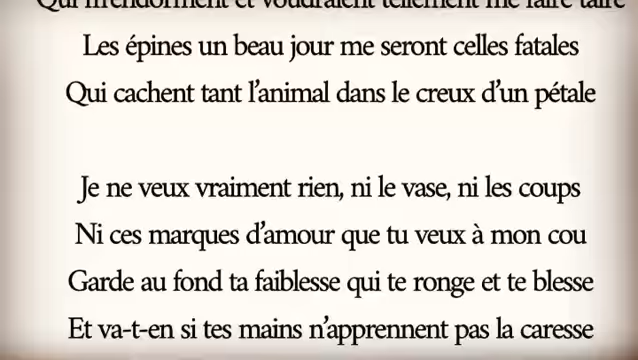 Qui m'endorment et voudraient tellement me faire taire
Les épines un beau jour me seront celles fatales
Qui cachent tant l'animal dans le creux d'un pétale
Je ne veux vraiment rien, ni le vase, ni les coups
Ni ces marques d'amour que tu veux à mon cou
Garde au fond ta faiblesse qui te ronge et te blesse
Et va-t-en si tes mains n'apprennent pas la caresse